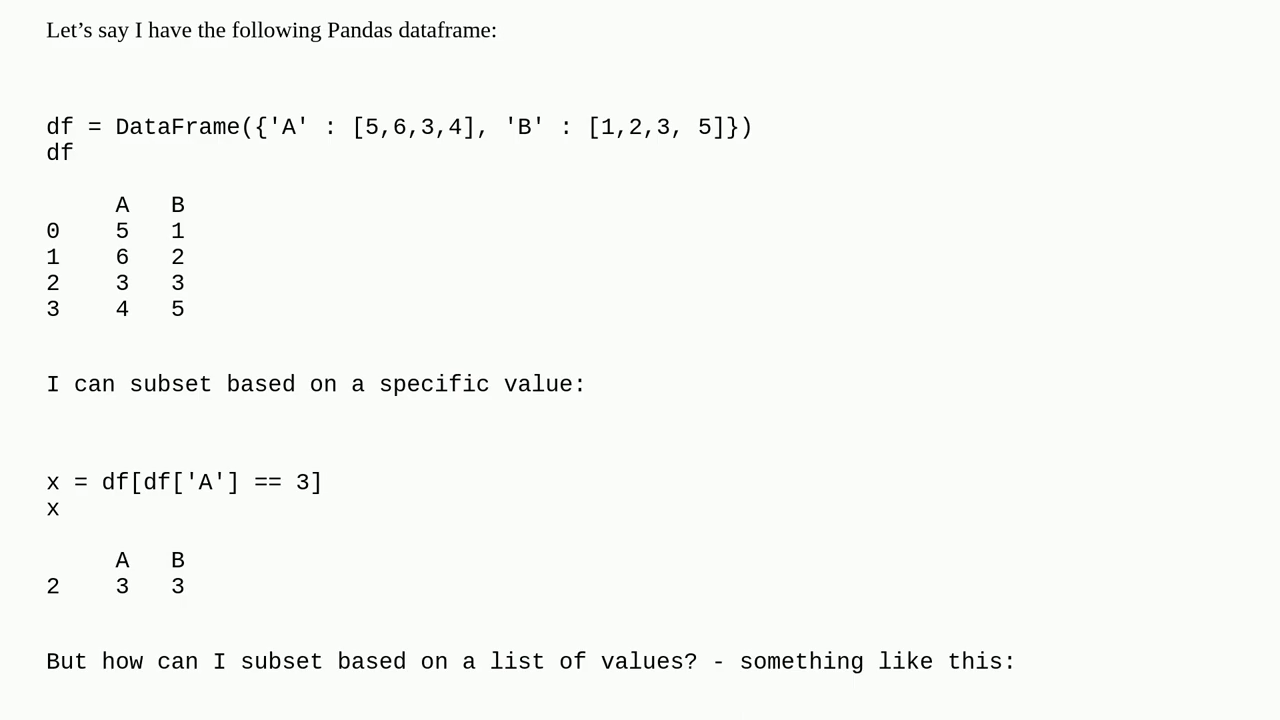 Let’s say I have the following Pandas dataframe:
df = DataFrame({'A' : [5,6,3,4], 'B' : [1,2,3, 5]})
df
     A   B
0    5   1
1    6   2
2    3   3
3    4   5
I can subset based on a specific value:
x = df[df['A'] == 3]
x
     A   B
2    3   3
But how can I subset based on a list of values? - something like this: